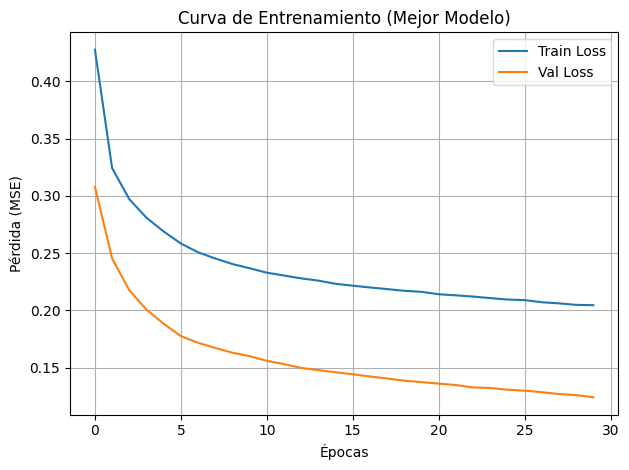 Curva de Entrenamiento (Mejor Modelo)
Train Loss
Val Loss
Pérdida (MSE)
0.40
0.35
0.30
0.25
0.20
0.15
0 5 10 15 20 25 30
Épocas